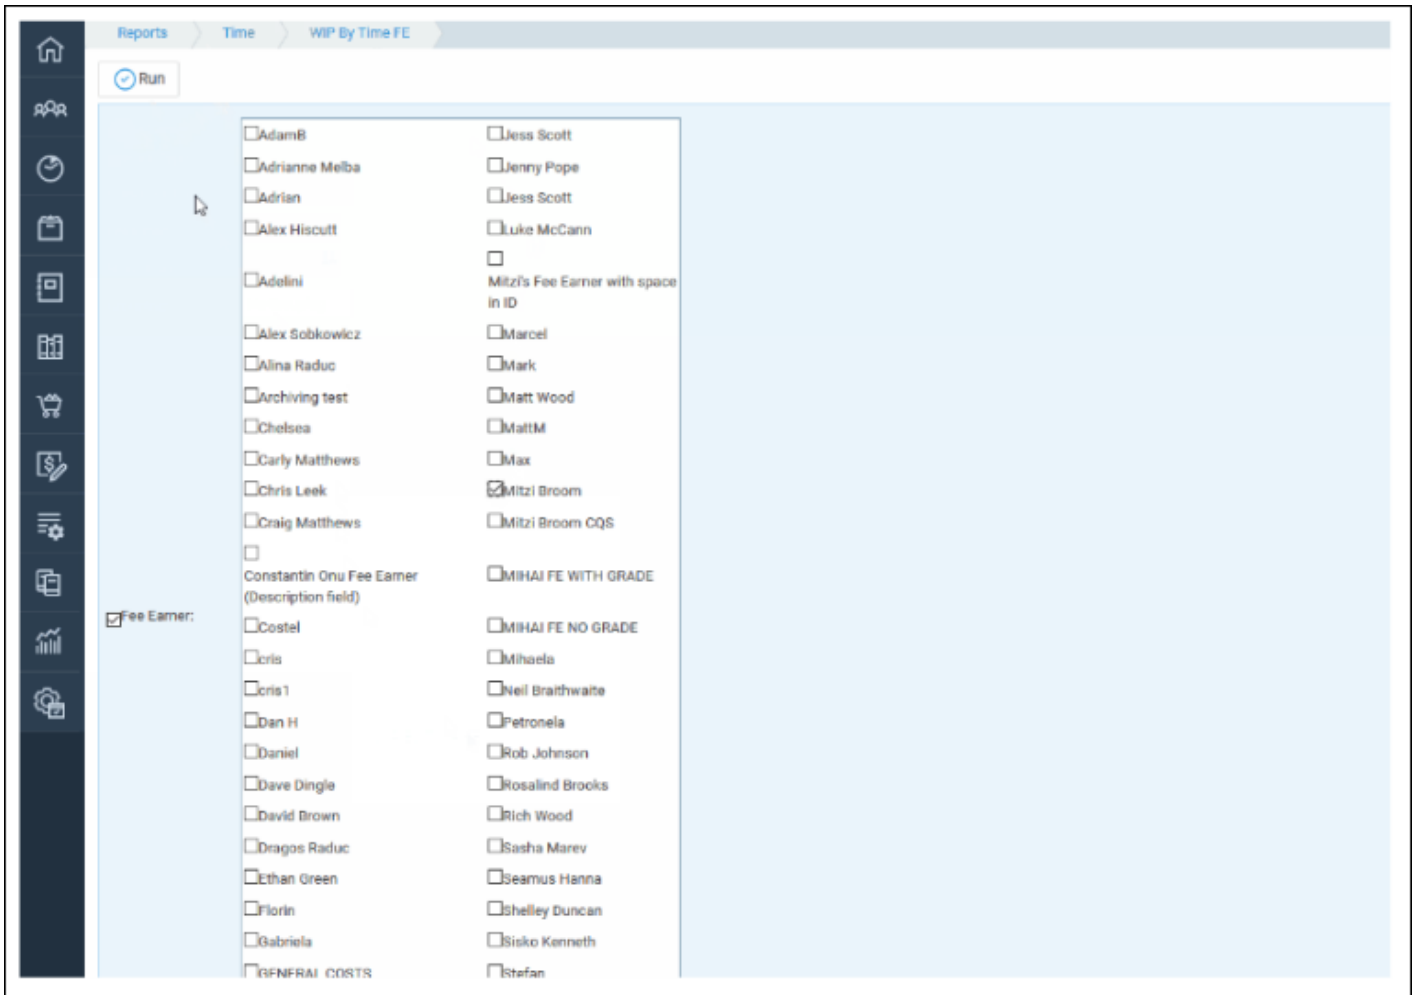 Reports
Time
WIP By Time FE
Run
Fee Earner:
AdamB
Jess Scott
Adrianne Melba
Jenny Pope
Adrian
Jess Scott
Alex Hiscutt
Luke McCann
Adelini
Mitzi's Fee Earner with space
in ID
Alex Sobkowicz
Marcel
Alina Raduc
Mark
Archiving test
Matt Wood
Chelsea
MattM
Carly Matthews
Max
Chris Leek
Mitzi Broom
Craig Matthews
Mitzi Broom CQS
Constantin Onu Fee Earner
(Description field)
MIHAI FE WITH GRADE
Costel
MIHAI FE NO GRADE
cris
Mihaela
cris1
Neil Braithwaite
Dan H
Petronela
Daniel
Rob Johnson
Dave Dingle
Rosalind Brooks
David Brown
Rich Wood
Dragos Raduc
Sasha Marev
Ethan Green
Seamus Hanna
Florin
Shelley Duncan
Gabriela
Sisko Kenneth
GENERAL COSTS
Stefan